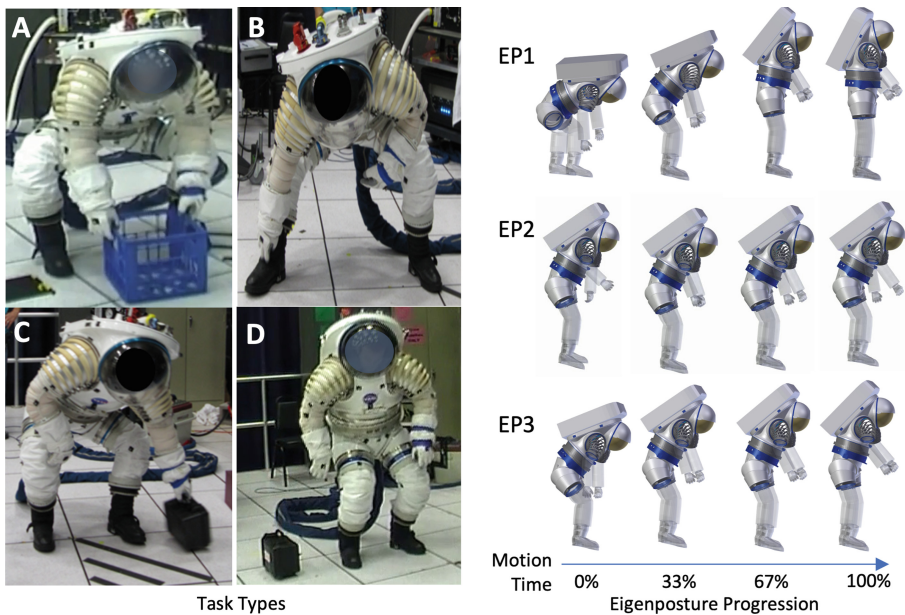 A
B
C
D
Task Types
EP1
EP2
EP3
Motion
Time
0%
33%
67%
100%
Eigenposture Progression